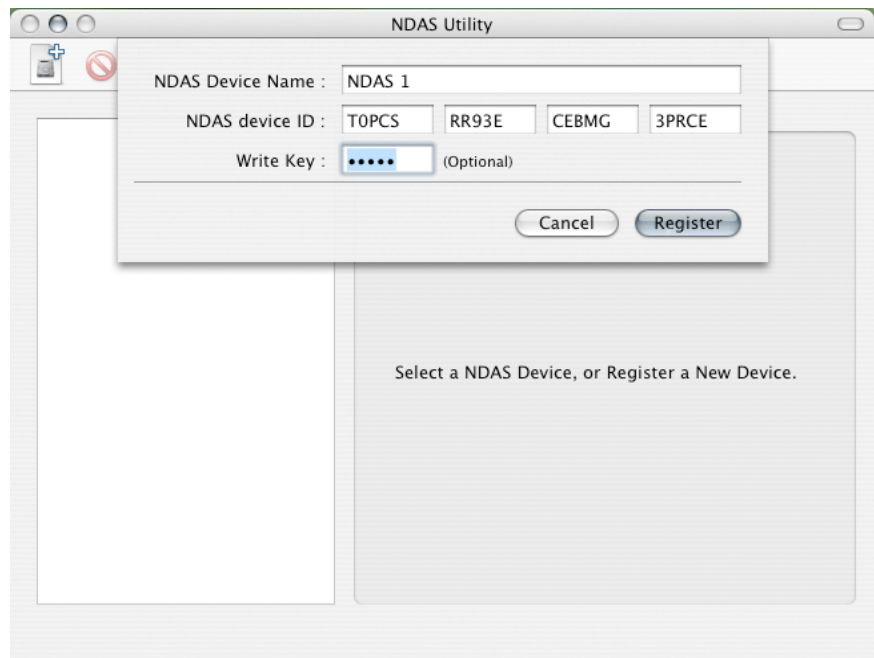 NDAS Utility
NDAS Device Name : NDAS 1
NDAS device ID : T0PCS RR93E CEBMG 3PRCE
Write Key : ••••• (Optional)
Cancel Register
Select a NDAS Device, or Register a New Device.